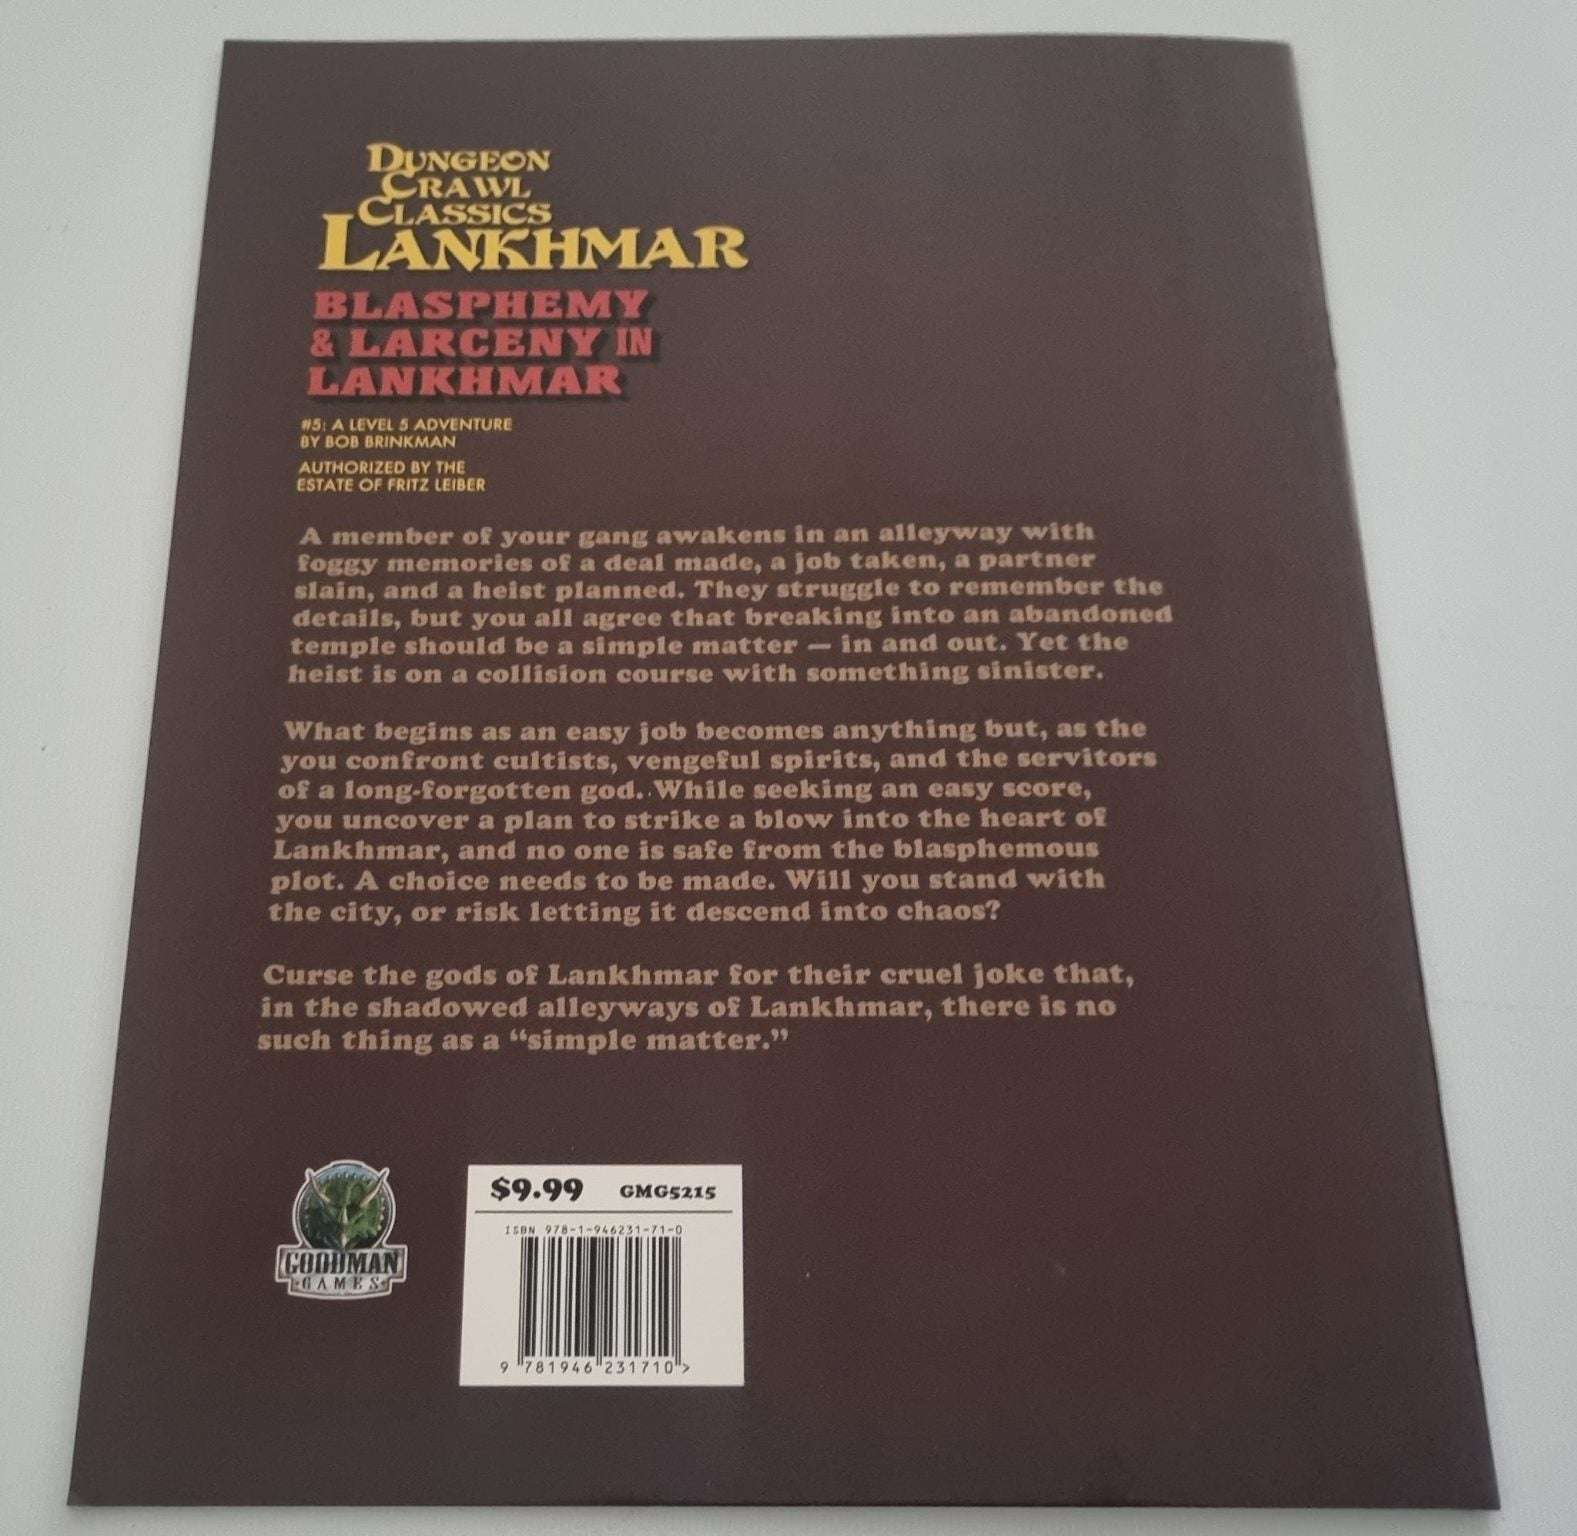 DUNGEON
CRAWL
CLASSICS
LANKHMAR
BLASPHEMY
& LARCENY IN
LANKHMAR
#5: A LEVEL 5 ADVENTURE
BY BOB BRINKMAN
AUTHORIZED BY THE
ESTATE OF FRITZ LEIBER
A member of your gang awakens in an alleyway with
foggy memories of a deal made, a job taken, a partner
slain, and a heist planned. They struggle to remember the
details, but you all agree that breaking into an abandoned
temple should be a simple matter — in and out. Yet the
heist is on a collision course with something sinister.
What begins as an easy job becomes anything but, as the
you confront cultists, vengeful spirits, and the servitors
of a long-forgotten god. While seeking an easy score,
you uncover a plan to strike a blow into the heart of
Lankhmar, and no one is safe from the blasphemous
plot. A choice needs to be made. Will you stand with
the city, or risk letting it descend into chaos?
Curse the gods of Lankhmar for their cruel joke that,
in the shadowed alleyways of Lankhmar, there is no
such thing as a “simple matter.”
GOODMAN
GAMES
$9.99 GMG5215
ISBN 978-1-946231-71-0
9 781946 231710 >